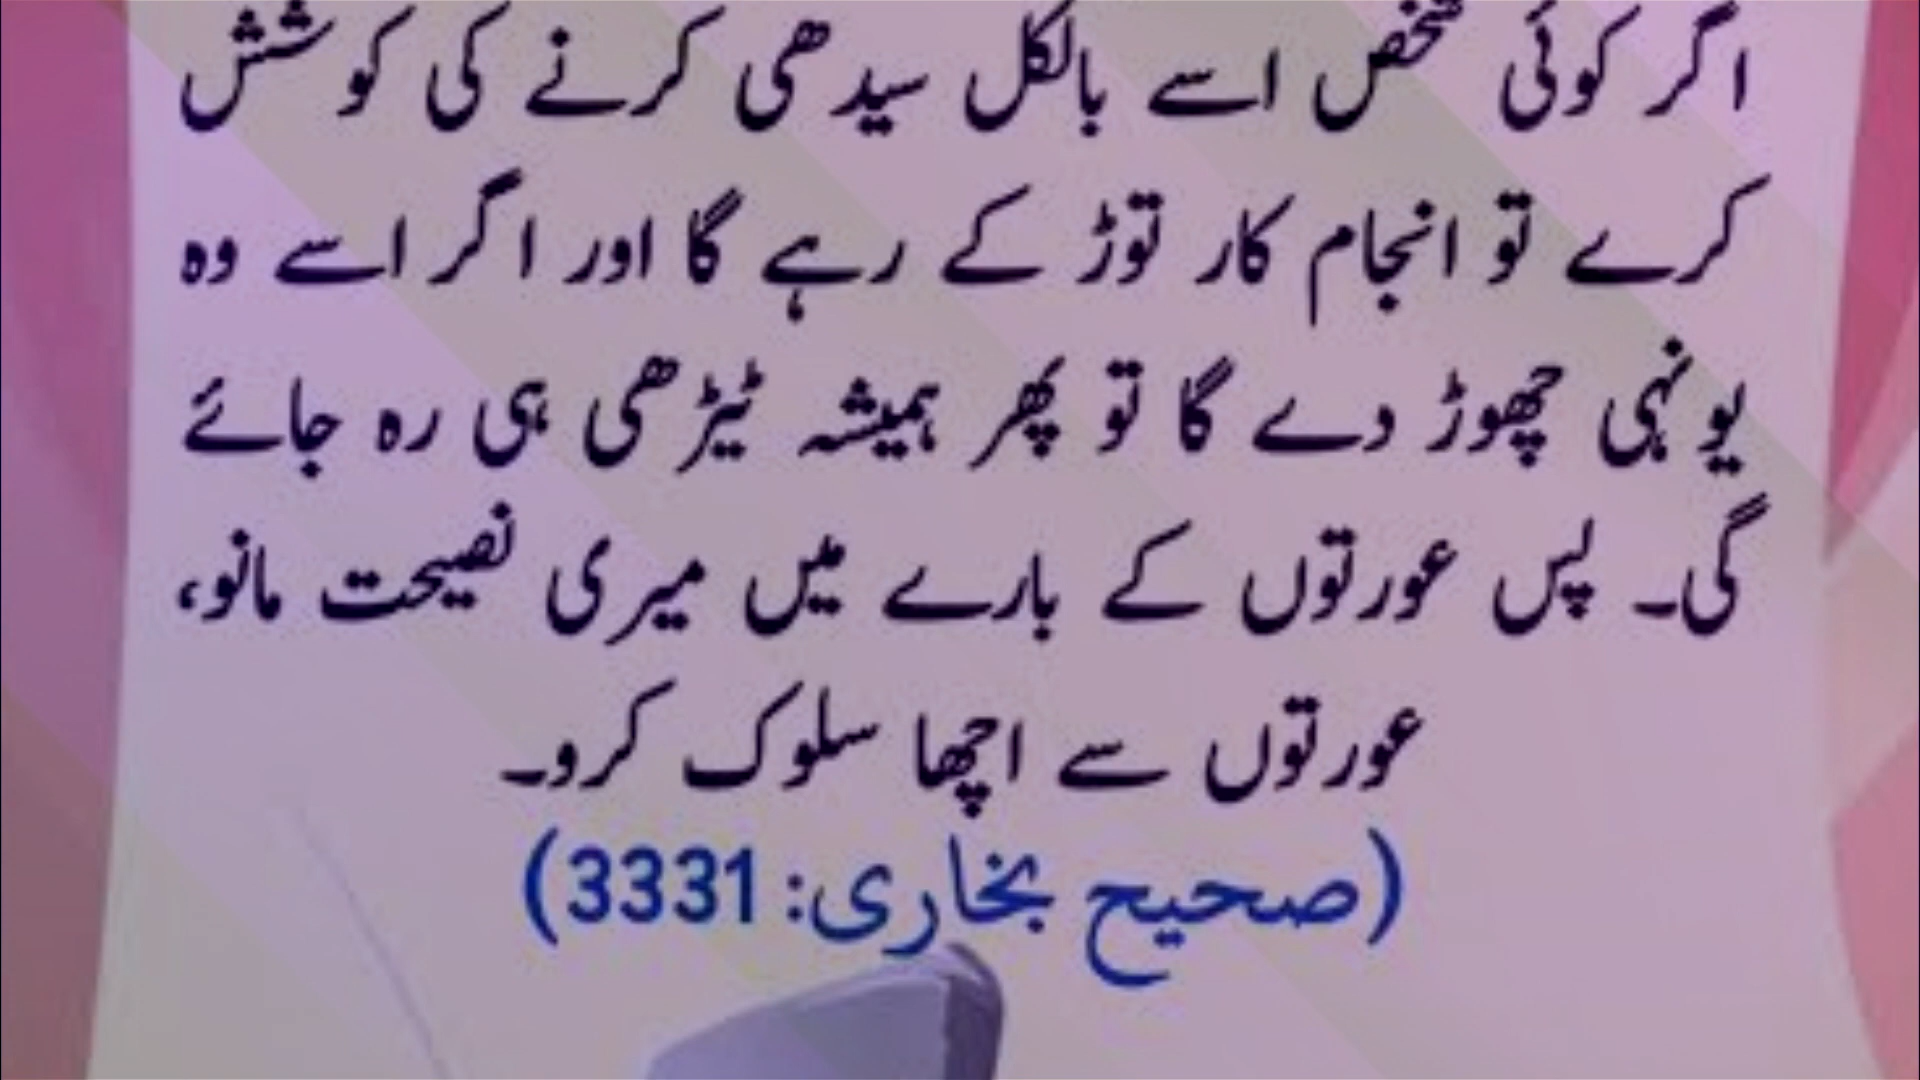 اگر کوئی شخص اسے بالکل سیدھی کرنے کی کوشش
کرے تو انجام کار توڑ کے رہے گا اور اگر اسے وہ
یونہی چھوڑ دے گا تو پھر ہمیشہ ٹیڑھی ہی رہ جائے
گی۔ پس عورتوں کے بارے میں میری نصیحت مانو،
عورتوں سے اچھا سلوک کرو۔
(صحیح بخاری: 3331)